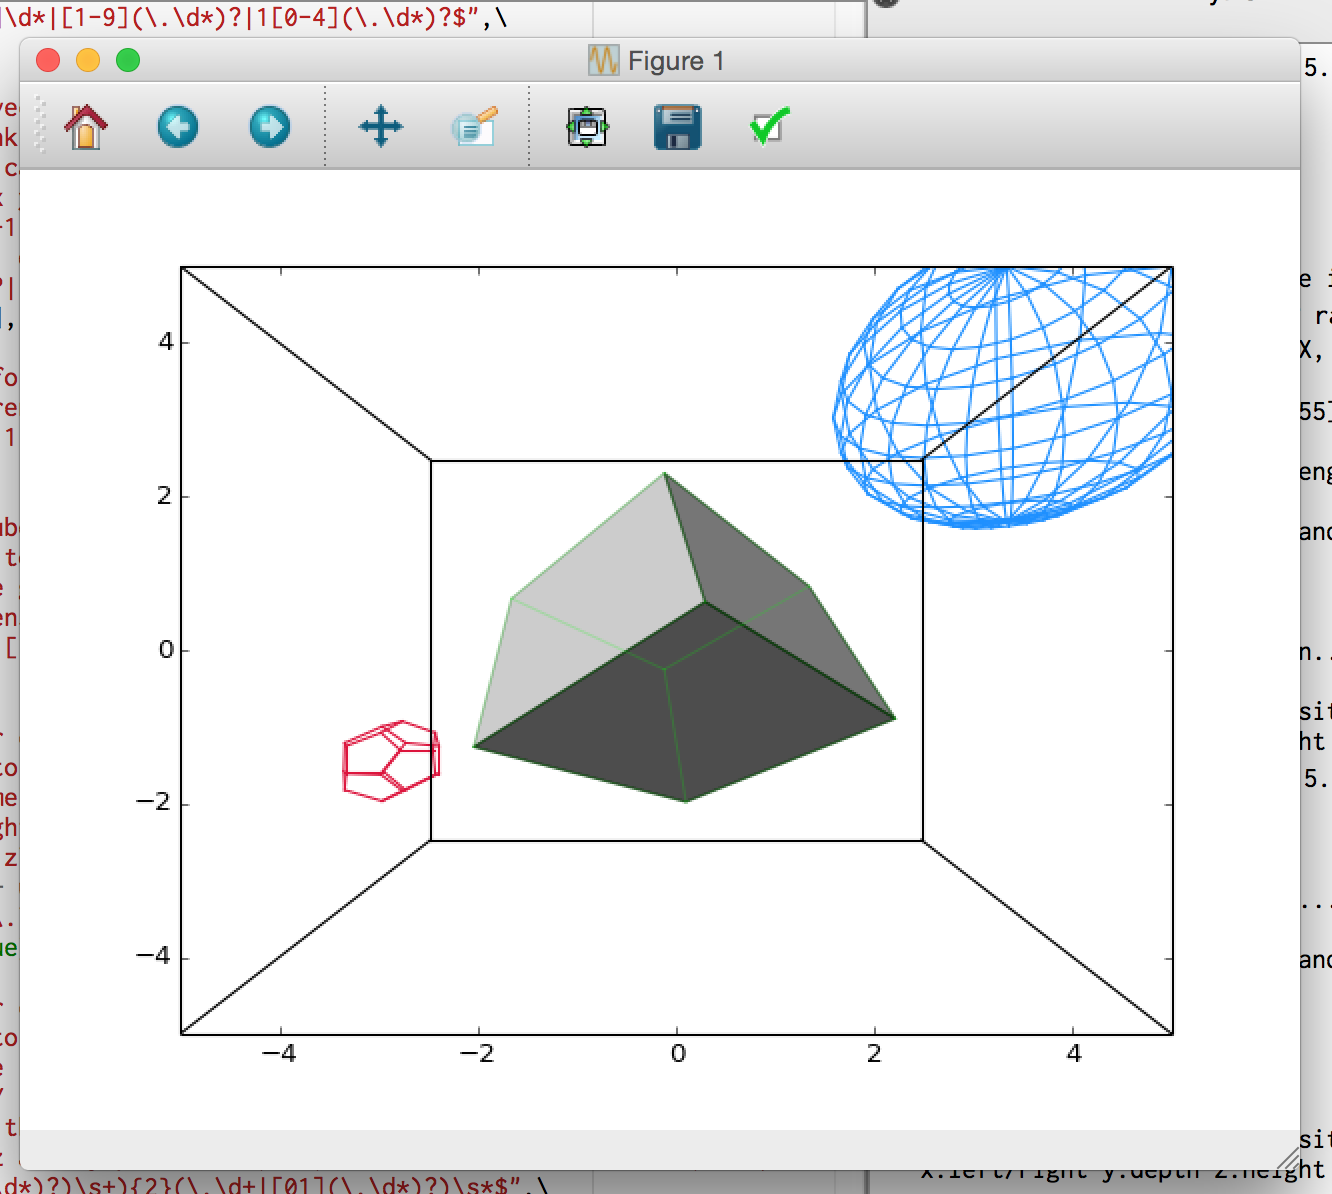 \d*|[1-9](\.\d*)?|1[0-4](\.\d*)?$",\
Figure 1
5.
ve
nk
c
x
-1
e i
?|
ra
],
X,
fo
re
55]
1
eng
ube
and
t
e
en
n..
[
sit
r
ht
to
5.
me
gh
z
...
\.
ue
and
r
to
e
t
sit
z
x:left/right y:depth z:height
d*)?)\s+){2}(\.\d+|[01](\.\d*)?)\s*$",\
4
2
0
−2
−4
−4
−2
0
2
4